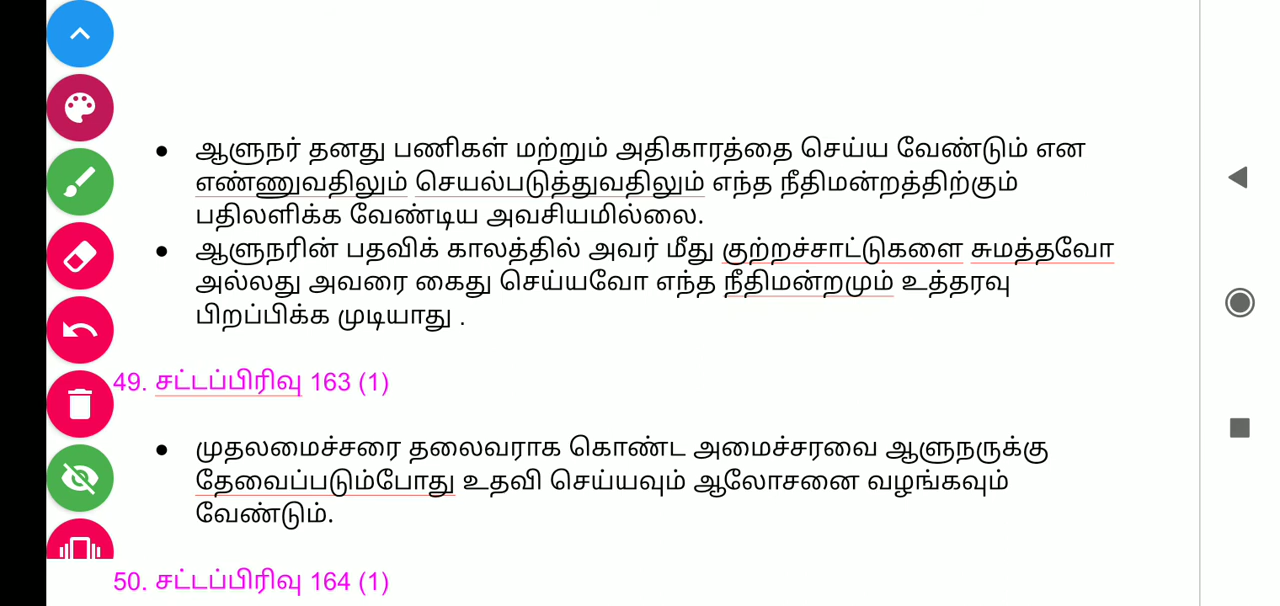 ● ஆளுநர் தனது பணிகள் மற்றும் அதிகாரத்தை செய்ய வேண்டும் என
எண்ணுவதிலும் செயல்படுத்துவதிலும் எந்த நீதிமன்றத்திற்கும்
பதிலளிக்க வேண்டிய அவசியமில்லை.
● ஆளுநரின் பதவிக் காலத்தில் அவர் மீது குற்றச்சாட்டுகளை சுமத்தவோ
அல்லது அவரை கைது செய்யவோ எந்த நீதிமன்றமும் உத்தரவு
பிறப்பிக்க முடியாது .
49. சட்டப்பிரிவு 163 (1)
● முதலமைச்சரை தலைவராக கொண்ட அமைச்சரவை ஆளுநருக்கு
தேவைப்படும்போது உதவி செய்யவும் ஆலோசனை வழங்கவும்
வேண்டும்.
50. சட்டப்பிரிவு 164 (1)